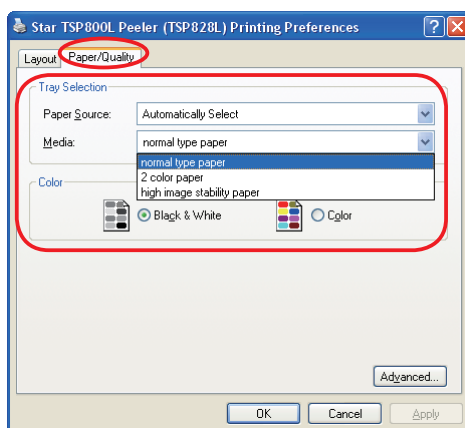 Star TSP800L Peeler (TSP828L) Printing Preferences
Layout Paper/Quality
Tray Selection
Paper Source: Automatically Select
Media: normal type paper
normal type paper
2 color paper
high image stability paper
Color
Black & White Color
Advanced...
OK Cancel Apply